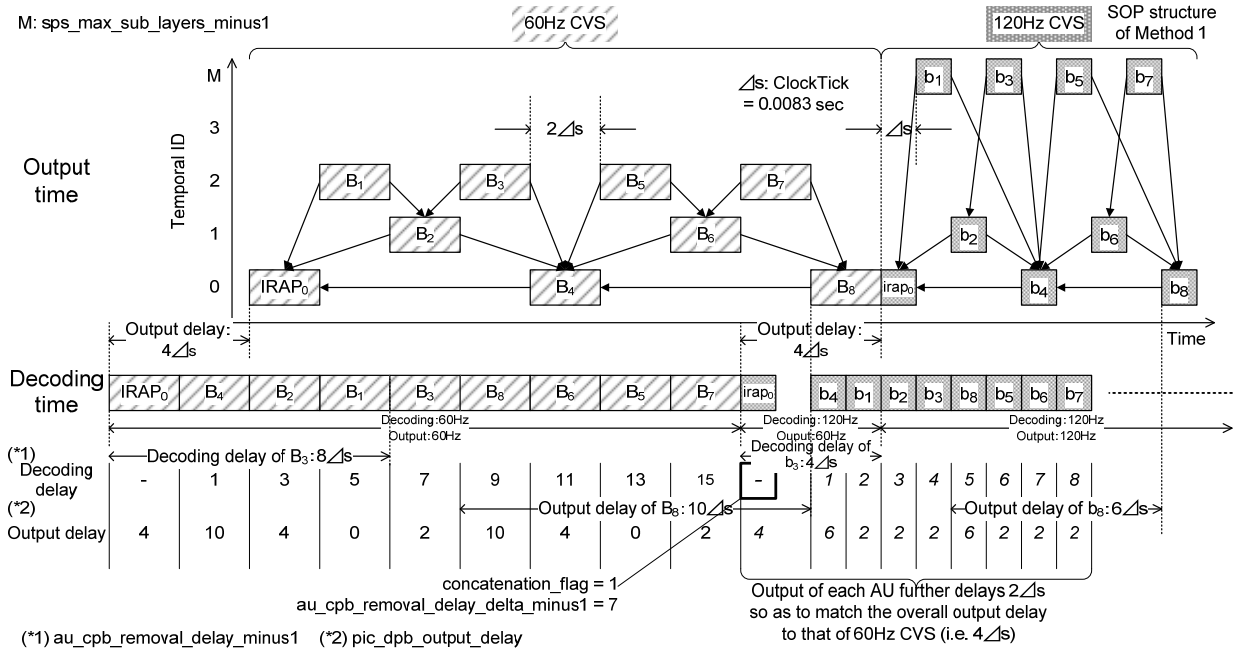 M: sps_max_sub_layers_minus1
60Hz CVS
120Hz CVS
SOP structure
of Method 1
Output
time
Temporal ID
M
3
2
1
0
⊿s: ClockTick
= 0.0083 sec
2⊿s
⊿s
b1
b3
b5
b7
B1
B3
B5
B7
B2
B6
b2
b6
IRAP0
B4
B8
irap0
b4
b8
Time
Output delay:
4⊿s
Output delay:
4⊿s
Decoding
time
IRAP0
B4
B2
B1
B3
B8
B6
B5
B7
irap0
b4
b1
b2
b3
b8
b5
b6
b7
Decoding:60Hz
Output:60Hz
Decoding:120Hz
Output:60Hz
Decoding:120Hz
Output:120Hz
Decoding delay of B3:8⊿s
Decoding delay of
b3:4⊿s
(*1)
Decoding
delay
- 1 3 5 7 9 11 13 15 - 1 2 3 4 5 6 7 8
Output delay of B8:10⊿s
Output delay of b8:6⊿s
(*2)
Output delay
4 10 4 0 2 10 4 0 2 4 6 2 2 2 6 2 2 2
concatenation_flag = 1
au_cpb_removal_delay_delta_minus1 = 7
Output of each AU further delays 2⊿s
so as to match the overall output delay
to that of 60Hz CVS (i.e. 4⊿s)
(*1) au_cpb_removal_delay_minus1 (*2) pic_dpb_output_delay